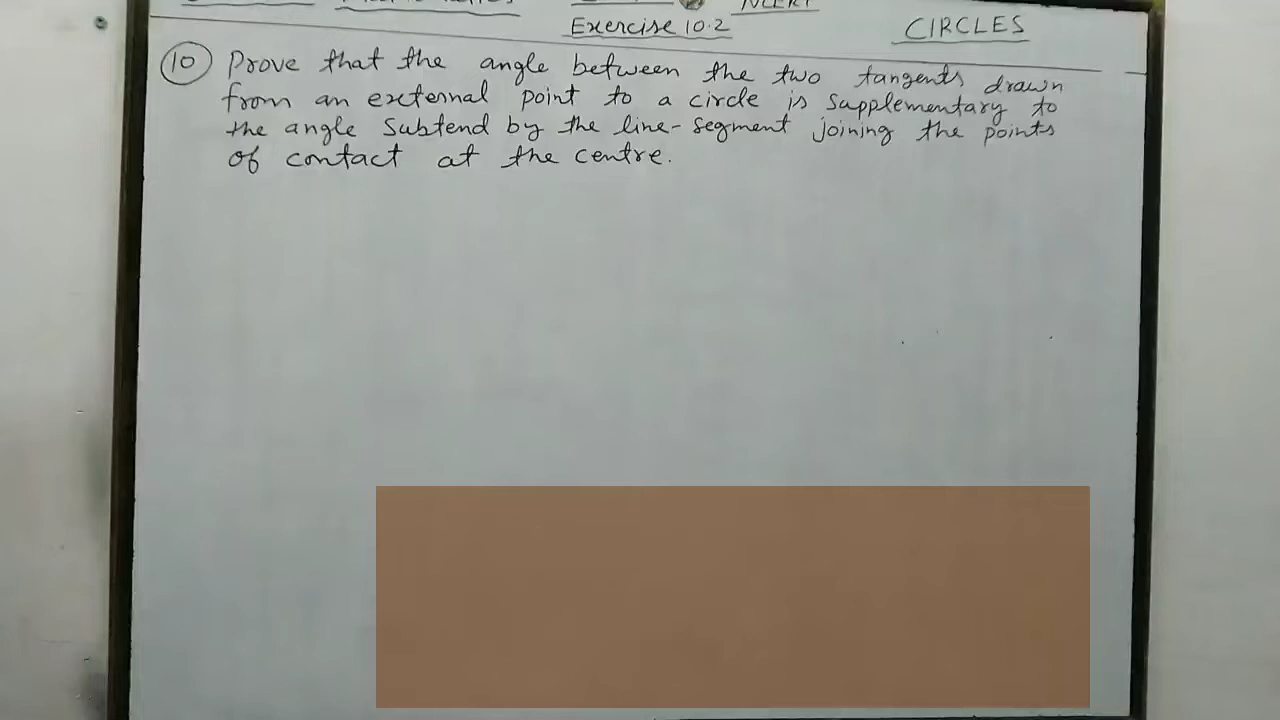 NCERT
Exercise 10.2
CIRCLES
10 Prove that the angle between the two tangents drawn
from an external point to a circle is supplementary to
the angle Subtend by the line-segment joining the points
of contact at the centre.